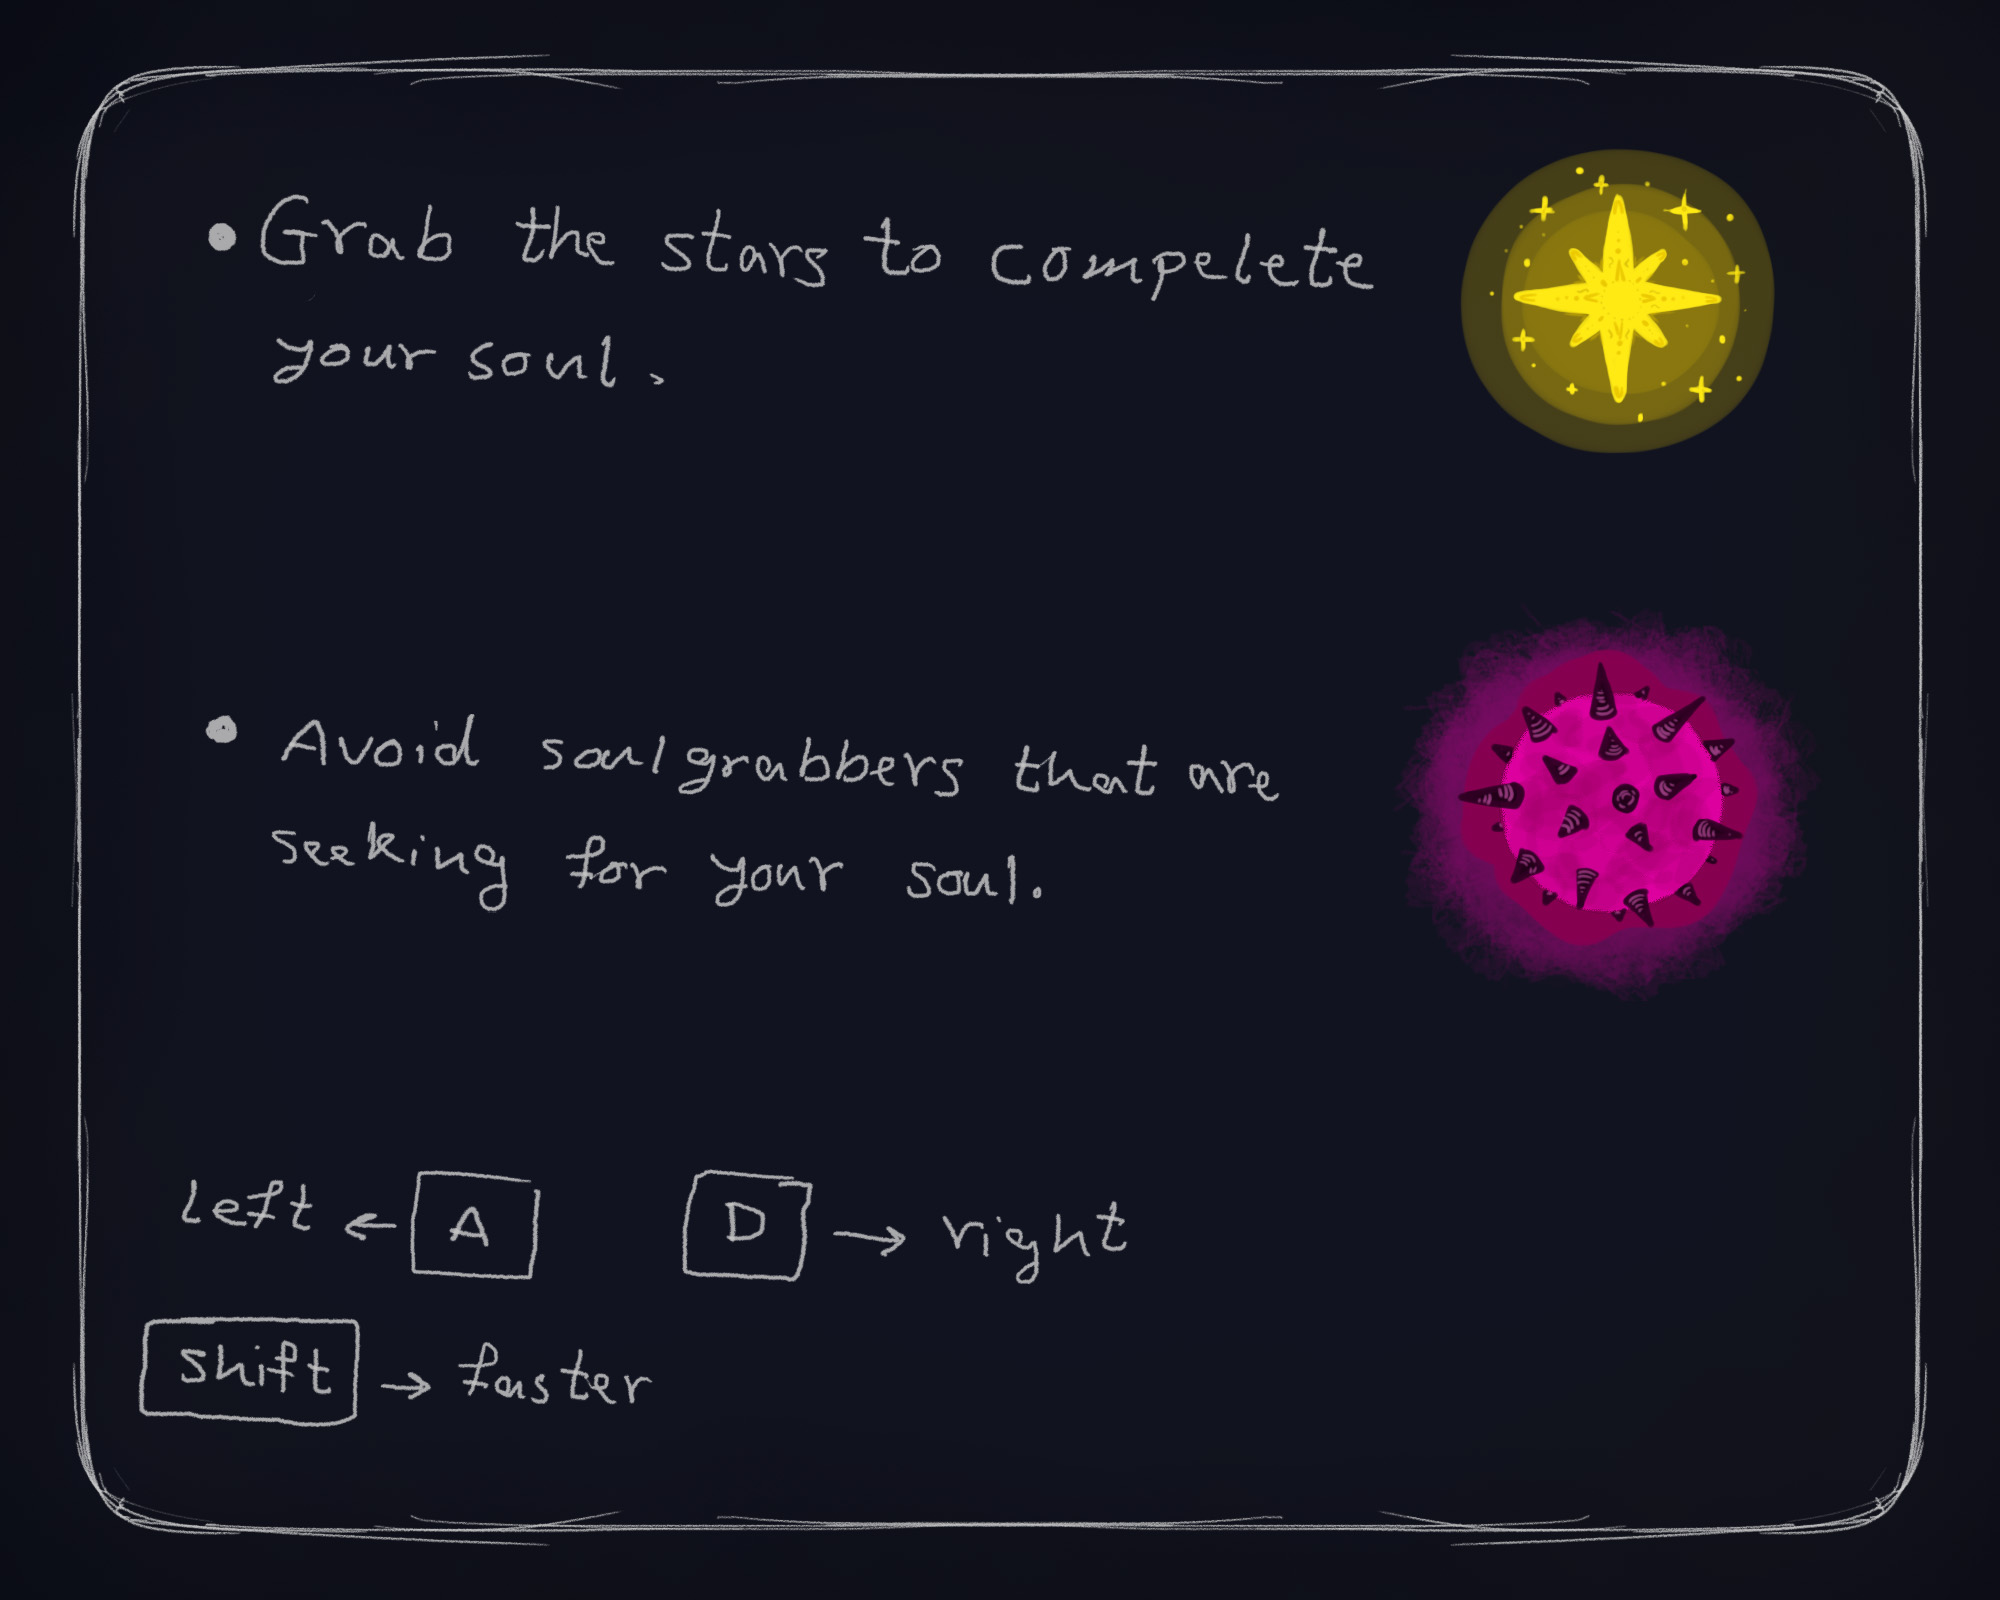 • Grab the stars to compelete
your soul.
• Avoid soulgrabbers that are
seeking for your soul.
left ← A D → right
shift → faster